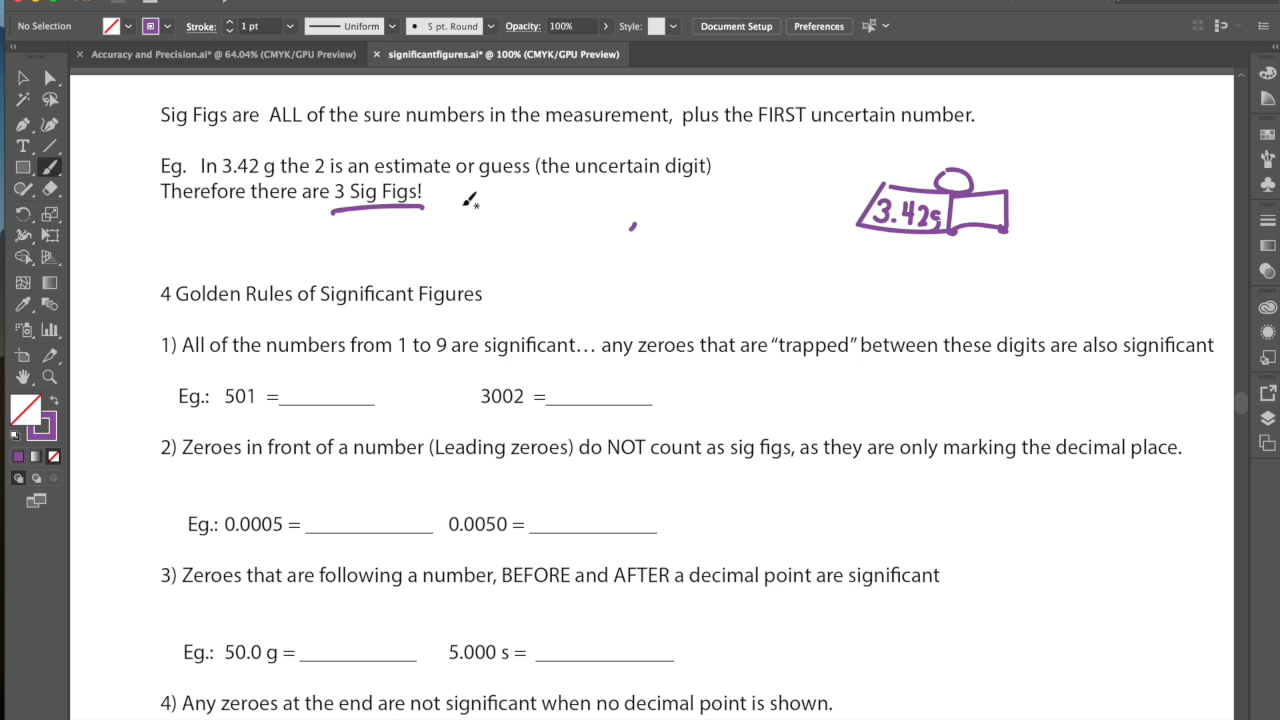 No Selection Stroke: 1 pt Uniform 5 pt. Round Opacity: 100% Style: Document Setup Preferences
Accuracy and Precision.ai* @ 64.04% (CMYK/GPU Preview) significantfigures.ai* @ 100% (CMYK/GPU Preview)
Sig Figs are ALL of the sure numbers in the measurement, plus the FIRST uncertain number.
Eg. In 3.42 g the 2 is an estimate or guess (the uncertain digit)
Therefore there are 3 Sig Figs!
3.42g
4 Golden Rules of Significant Figures
1) All of the numbers from 1 to 9 are significant... any zeroes that are “trapped” between these digits are also significant
Eg.: 501 =__________ 3002 =___________
2) Zeroes in front of a number (Leading zeroes) do NOT count as sig figs, as they are only marking the decimal place.
Eg.: 0.0005 = _____________ 0.0050 = _____________
3) Zeroes that are following a number, BEFORE and AFTER a decimal point are significant
Eg.: 50.0 g = ____________ 5.000 s = ______________
4) Any zeroes at the end are not significant when no decimal point is shown.